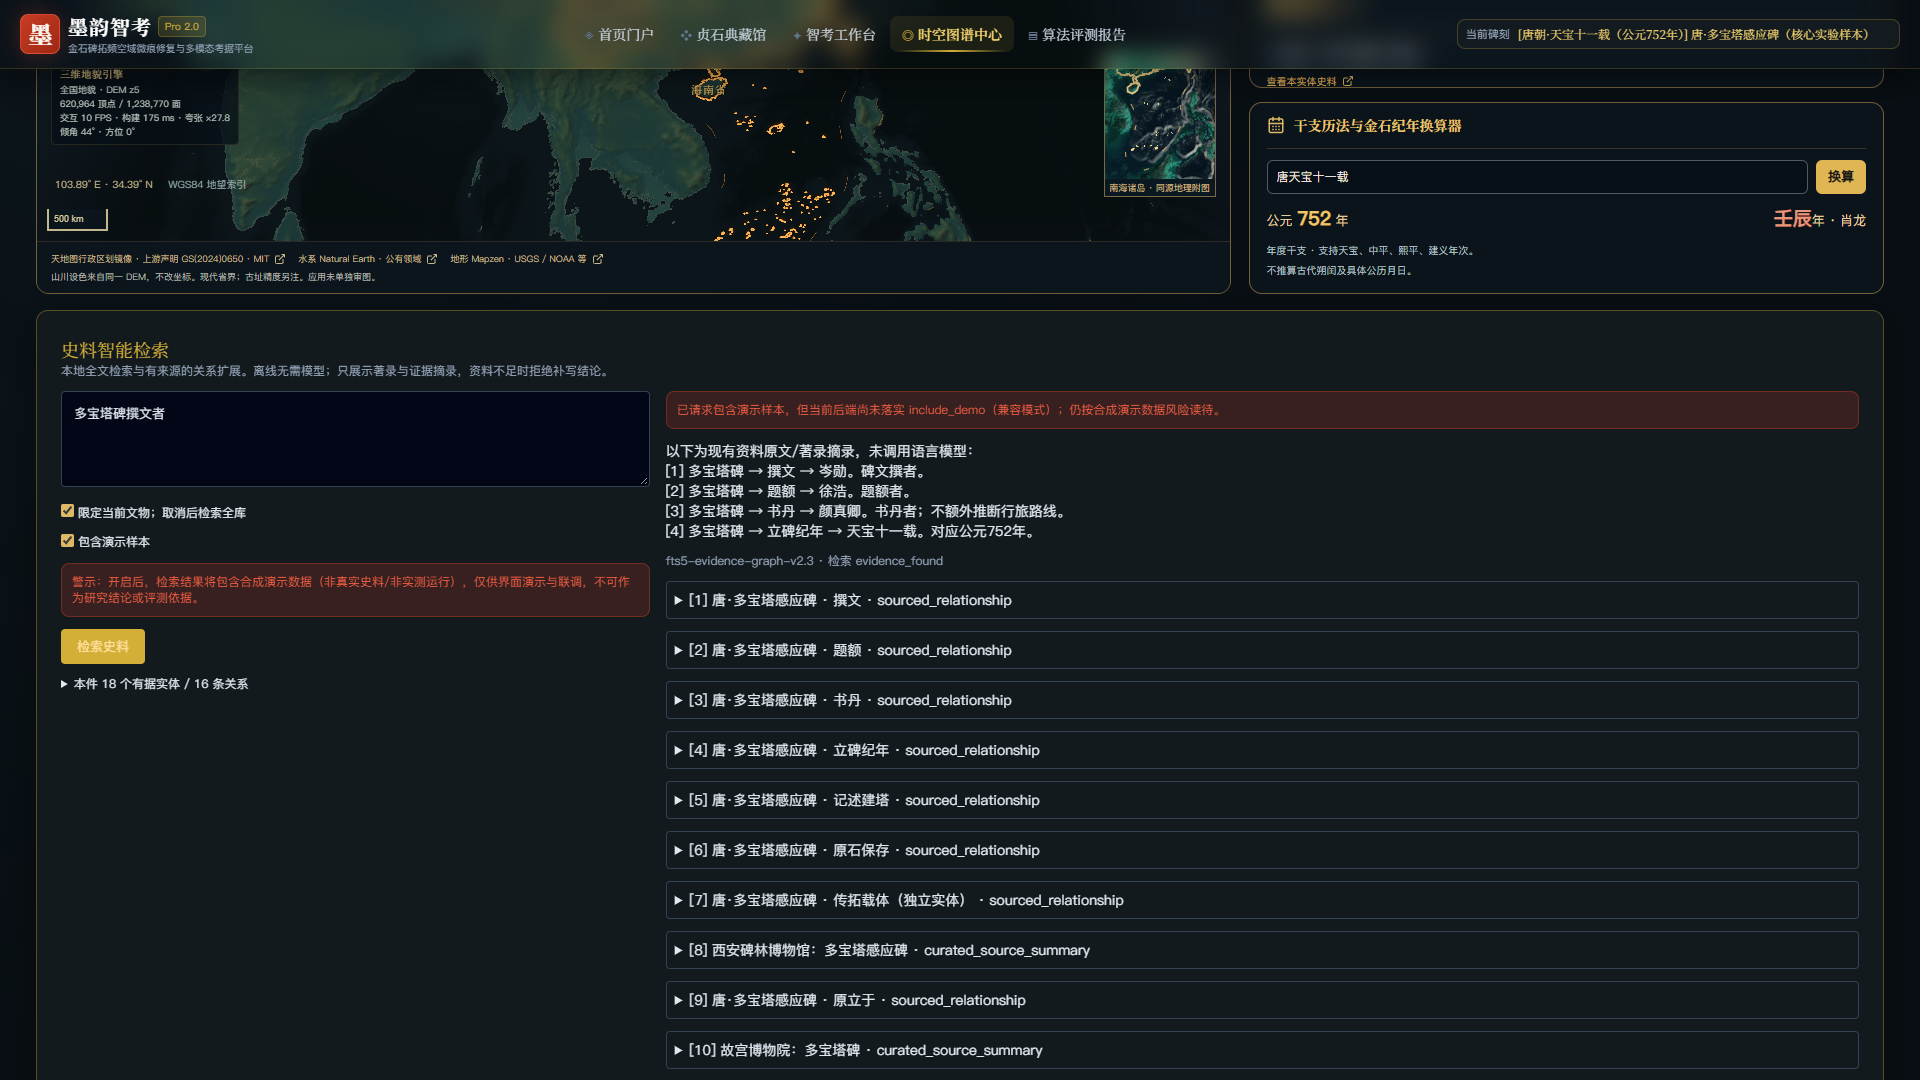 墨
墨韵智考 Pro 2.0
金石碑拓频空域微痕修复与多模态考据平台
首页门户
贞石典藏馆
智考工作台
时空图谱中心
算法评测报告
当前碑刻 [唐朝·天宝十一载（公元752年）] 唐·多宝塔感应碑（核心实验样本）
三维地貌引擎
全国地貌 · DEM z5
620,964 顶点 / 1,238,770 面
交互 10 FPS · 构建 175 ms · 夸张 ×27.8
倾角 44° · 方位 0°
103.89° E · 34.39° N WGS84 地望索引
500 km
海南省
南海诸岛 · 同源地理附图
天地图行政区划镜像 · 上游声明 GS(2024)0650 · MIT 水系 Natural Earth · 公有领域 地形 Mapzen · USGS / NOAA 等
山川设色来自同一 DEM，不改坐标。现代省界；古址精度另注。应用未单独审图。
查看本实体史料
干支历法与金石纪年换算器
唐天宝十一载
换算
公元 752 年
壬辰年 · 肖龙
年度干支 · 支持天宝、中平、熙平、建义年次。
不推算古代朔闰及具体公历月日。
史料智能检索
本地全文检索与有来源的关系扩展。离线无需模型；只展示著录与证据摘录，资料不足时拒绝补写结论。
多宝塔碑撰文者
限定当前文物；取消后检索全库
包含演示样本
警示：开启后，检索结果将包含合成演示数据（非真实史料/非实测运行），仅供界面演示与联调，不可作
为研究结论或评测依据。
检索史料
本件 18 个有据实体 / 16 条关系
已请求包含演示样本，但当前后端尚未落实 include_demo（兼容模式）；仍按合成演示数据风险读待。
以下为现有资料原文/著录摘录，未调用语言模型：
[1] 多宝塔碑 → 撰文 → 岑勋。碑文撰者。
[2] 多宝塔碑 → 题额 → 徐浩。题额者。
[3] 多宝塔碑 → 书丹 → 颜真卿。书丹者；不额外推断行旅路线。
[4] 多宝塔碑 → 立碑纪年 → 天宝十一载。对应公元752年。
fts5-evidence-graph-v2.3 · 检索 evidence_found
[1] 唐·多宝塔感应碑 · 撰文 · sourced_relationship
[2] 唐·多宝塔感应碑 · 题额 · sourced_relationship
[3] 唐·多宝塔感应碑 · 书丹 · sourced_relationship
[4] 唐·多宝塔感应碑 · 立碑纪年 · sourced_relationship
[5] 唐·多宝塔感应碑 · 记述建塔 · sourced_relationship
[6] 唐·多宝塔感应碑 · 原石保存 · sourced_relationship
[7] 唐·多宝塔感应碑 · 传拓载体（独立实体） · sourced_relationship
[8] 西安碑林博物馆：多宝塔感应碑 · curated_source_summary
[9] 唐·多宝塔感应碑 · 原立于 · sourced_relationship
[10] 故宫博物院：多宝塔碑 · curated_source_summary